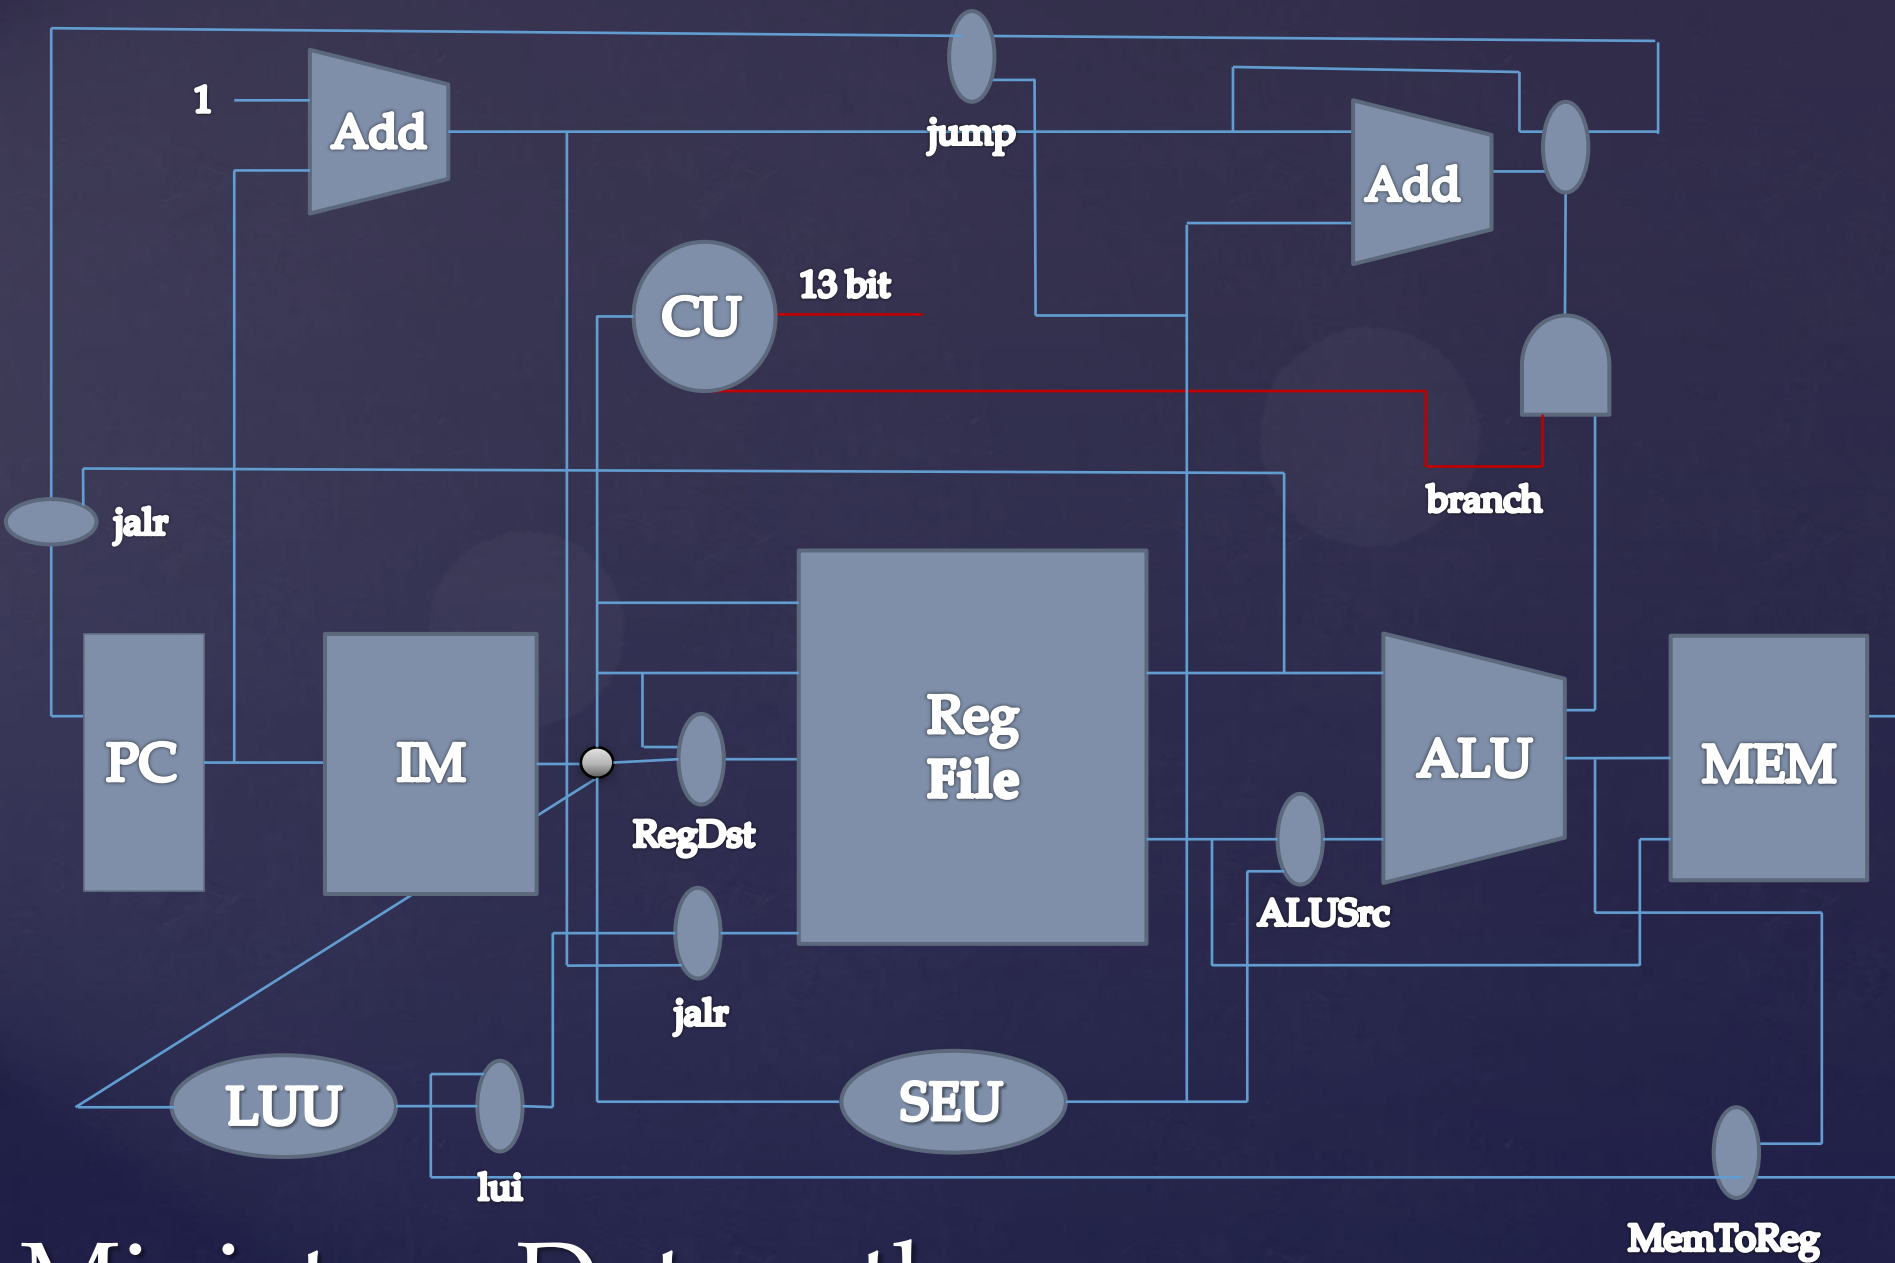 1
Add
jump
Add
CU
13 bit
branch
jalr
PC
IM
Reg
File
ALU
MEM
RegDst
ALUSrc
jalr
LUU
SEU
lui
MemToReg